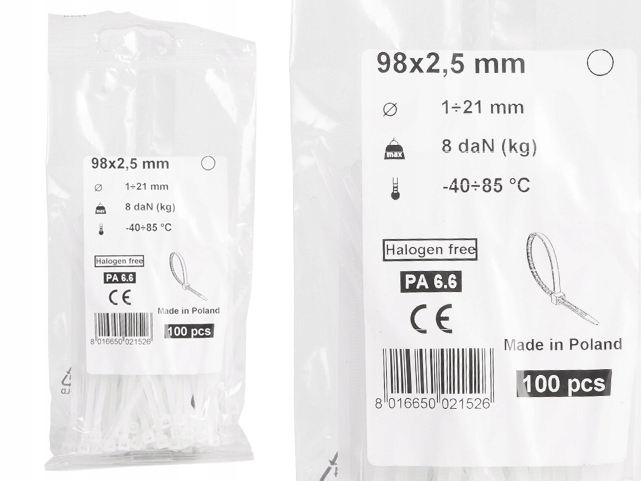 98x2,5 mm
1÷21 mm
max
8 daN (kg)
-40÷85 °C
Halogen free
PA 6.6
CE
Made in Poland
100 pcs
8 016650 021526
98x2,5 mm
1÷21 mm
max
8 daN (kg)
-40÷85 °C
Halogen free
PA 6.6
CE
Made in Poland
100 pcs
8 016650 021526